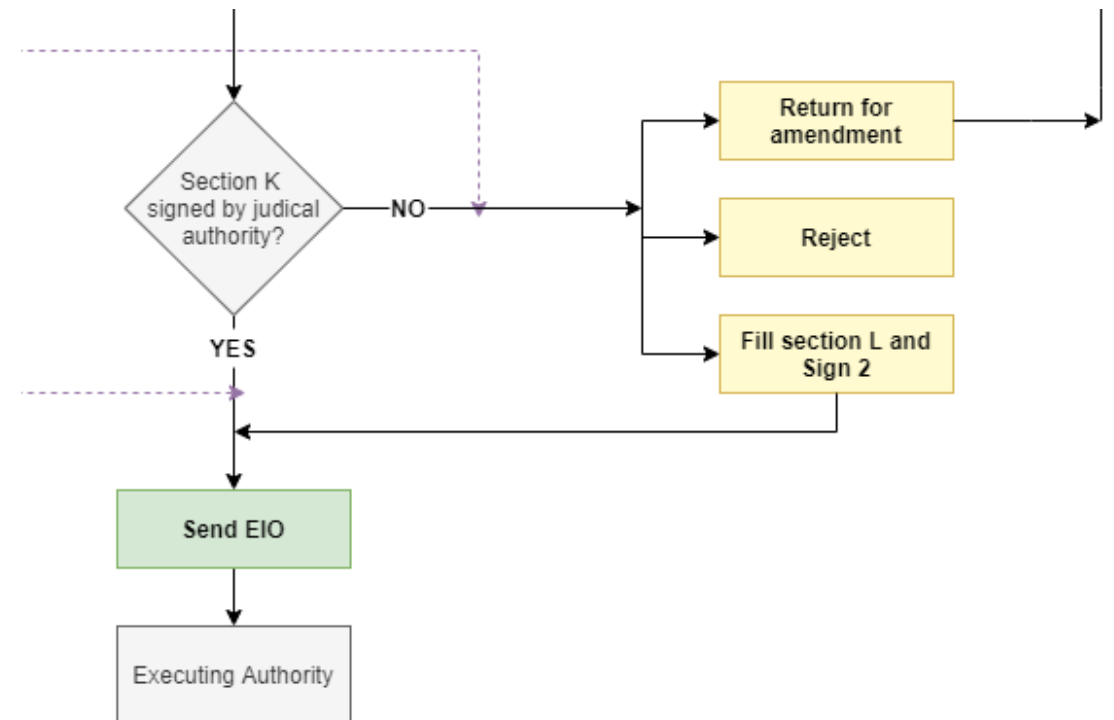 Section K
signed by judical
authority?
NO
YES
Return for
amendment
Reject
Fill section L and
Sign 2
Send EIO
Executing Authority